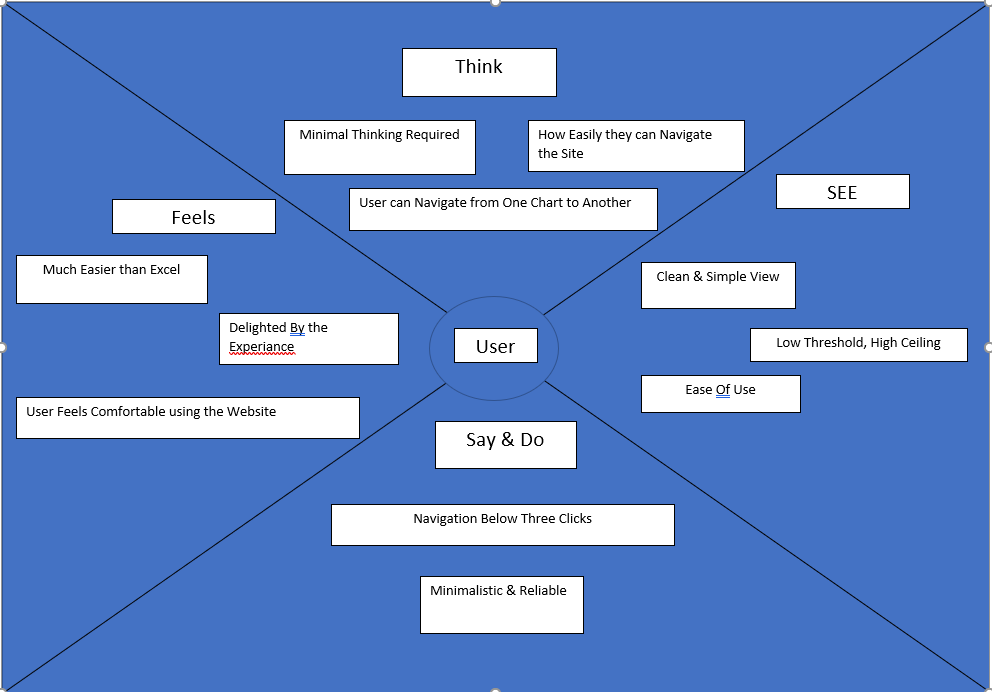 Think
Minimal Thinking Required
How Easily they can Navigate
the Site
User can Navigate from One Chart to Another
SEE
Clean & Simple View
Low Threshold, High Ceiling
Ease Of Use
Feels
Much Easier than Excel
Delighted By the
Experiance
User Feels Comfortable using the Website
User
Say & Do
Navigation Below Three Clicks
Minimalistic & Reliable